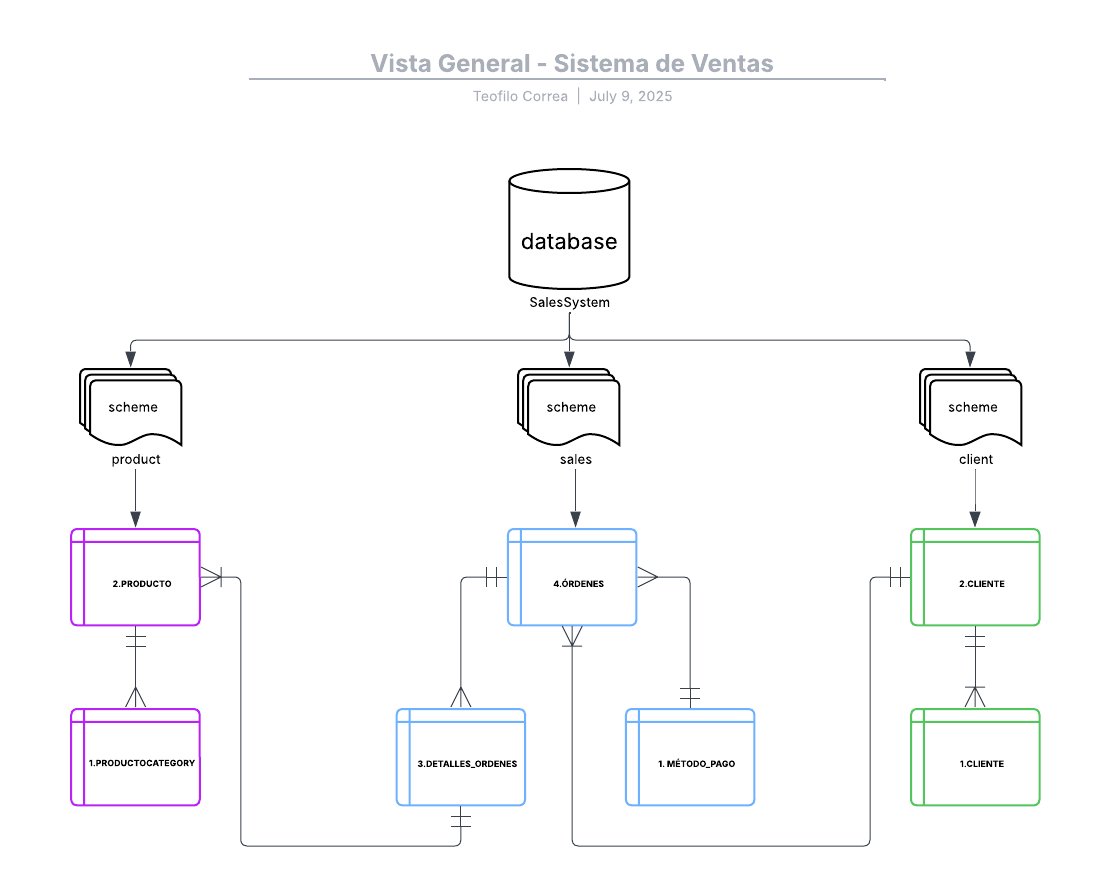 Vista General - Sistema de Ventas
Teofilo Correa | July 9, 2025
database
SalesSystem
scheme
scheme
scheme
product
sales
client
2.PRODUCTO
4.ÓRDENES
2.CLIENTE
1.PRODUCTOCATEGORY
3.DETALLES_ORDENES
1. MÉTODO_PAGO
1.CLIENTE